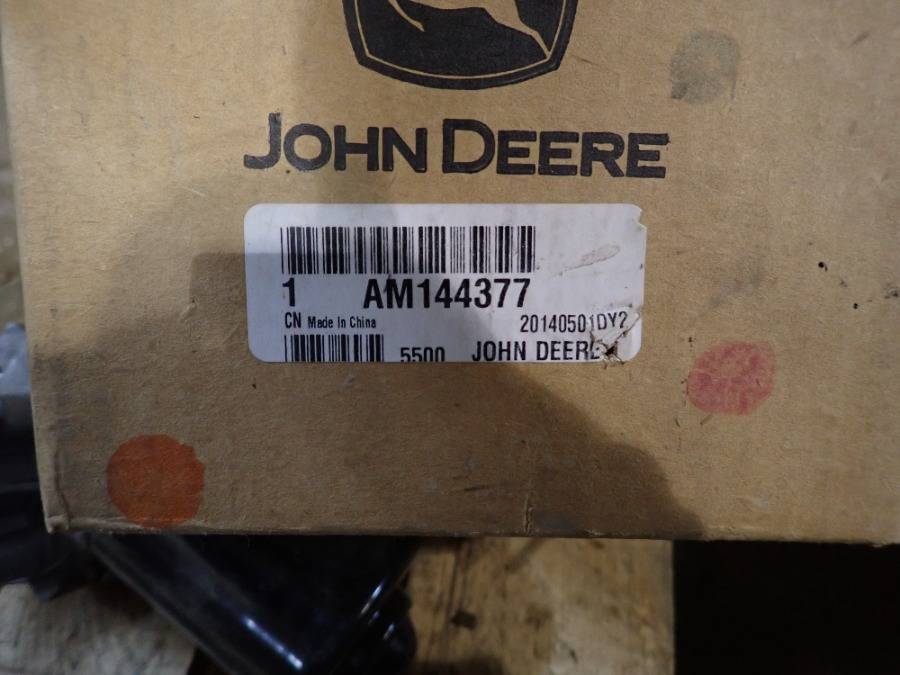 JOHN DEERE
1 AM144377
CN Made In China 20140501DY2
5500 JOHN DEERE